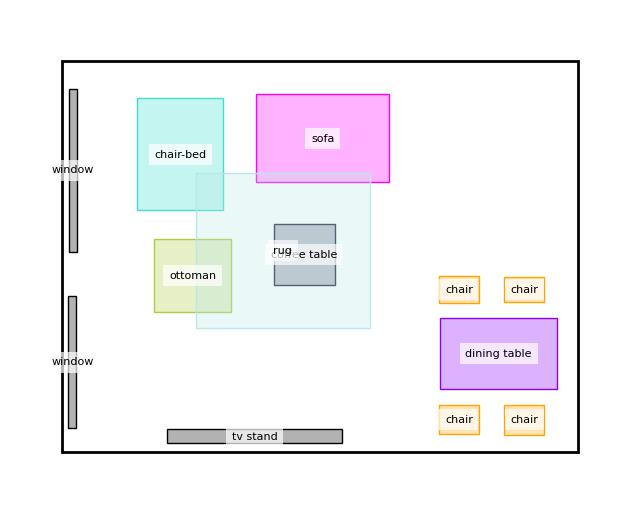 sofa
chair-bed
window
rug
coffee table
ottoman
chair
chair
dining table
window
chair
chair
tv stand